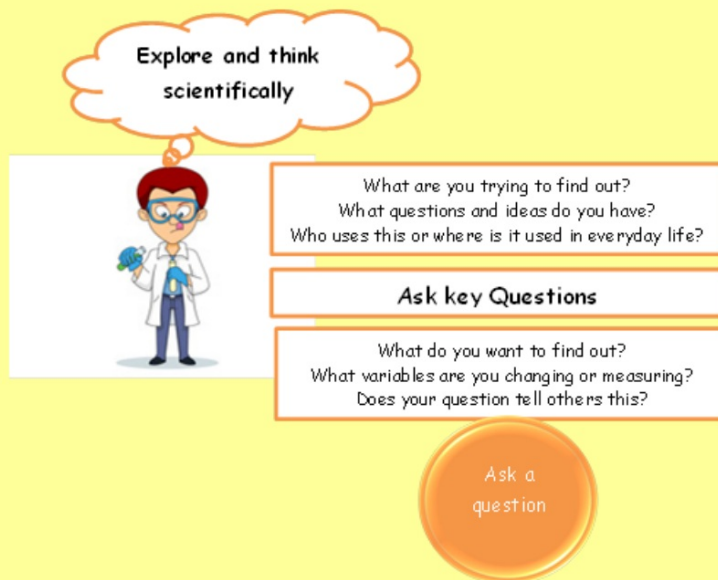 Explore and think
scientifically
What are you trying to find out?
What questions and ideas do you have?
Who uses this or where is it used in everyday life?
Ask key Questions
What do you want to find out?
What variables are you changing or measuring?
Does your question tell others this?
Ask a
question